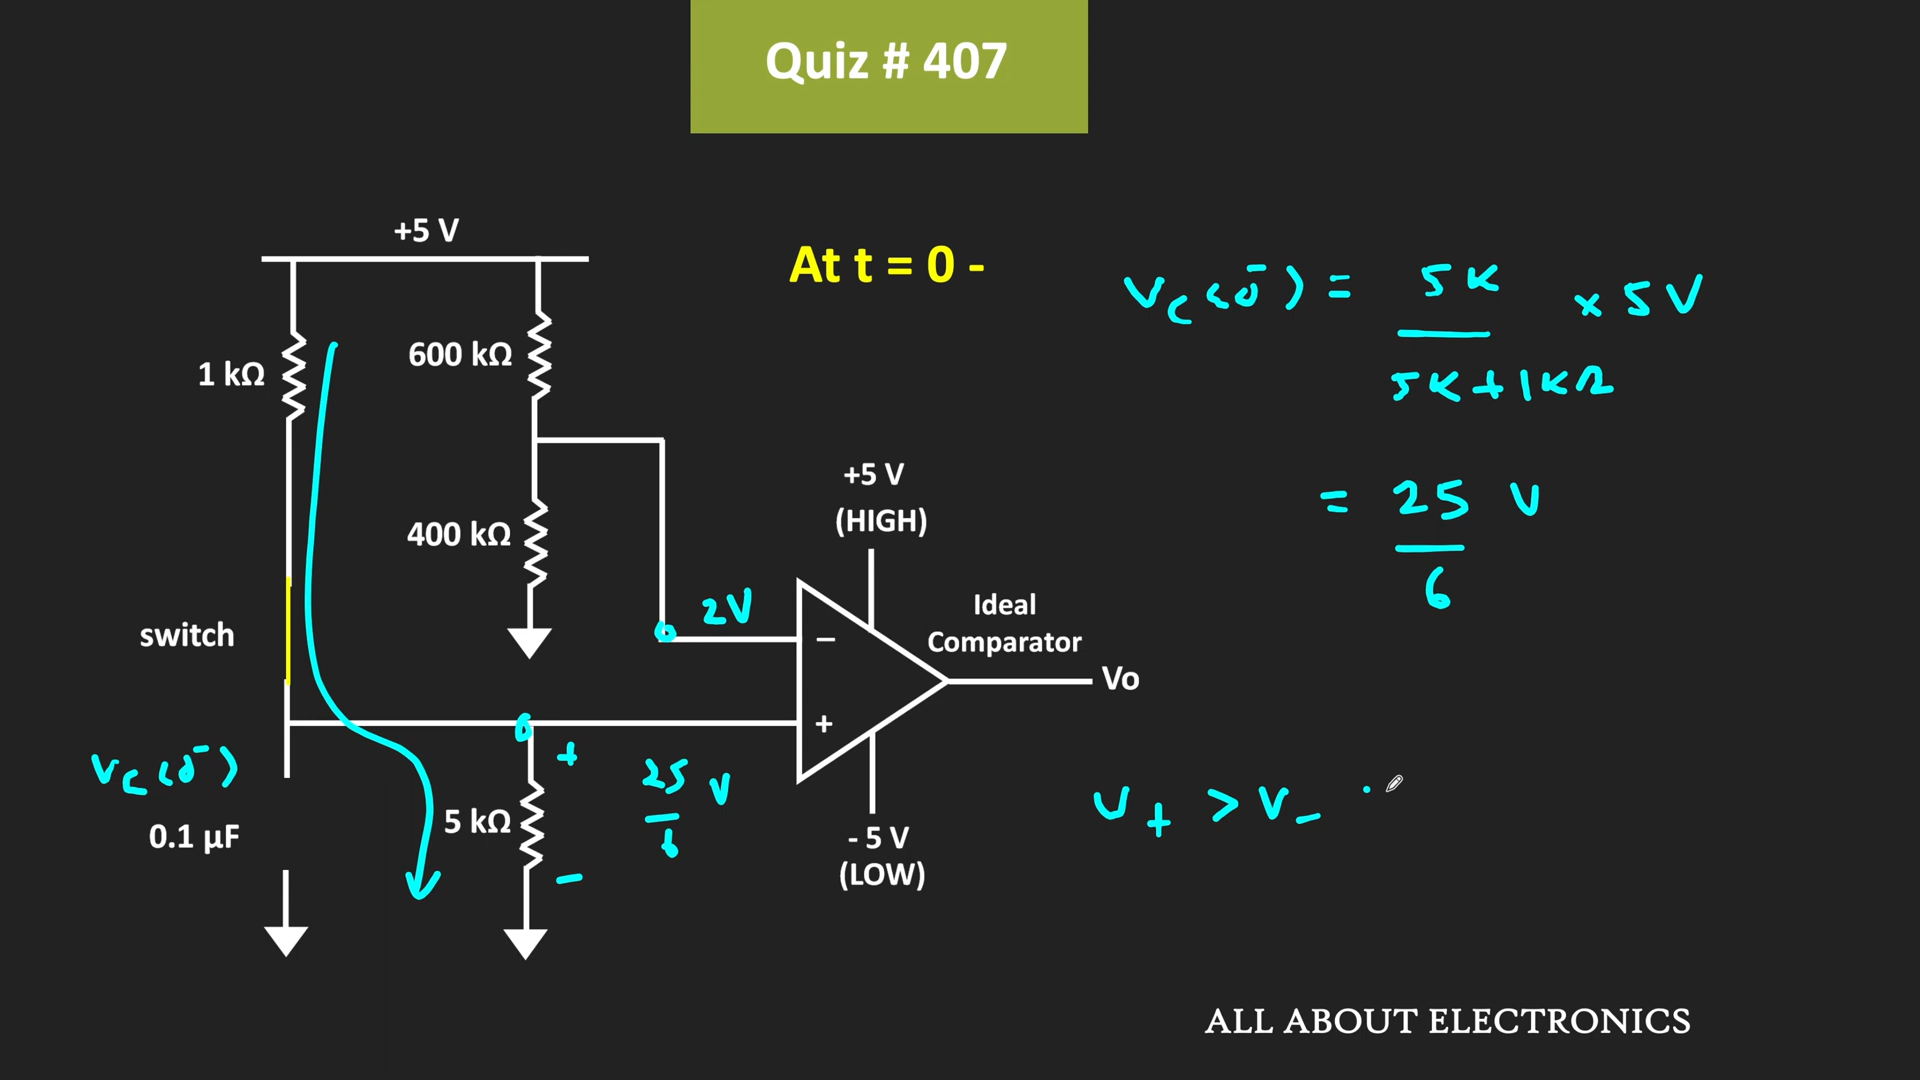 Quiz # 407
+5 V
At t = 0 -
Vc(0⁻) = 5K / 5K+1KΩ × 5V
= 25/6 V
1 kΩ
600 kΩ
400 kΩ
+5 V
(HIGH)
switch
2V
Ideal
Comparator
−
+
Vo
Vc(0⁻)
0.1 µF
5 kΩ
+
−
25/6 V
- 5 V
(LOW)
V+ > V−
ALL ABOUT ELECTRONICS